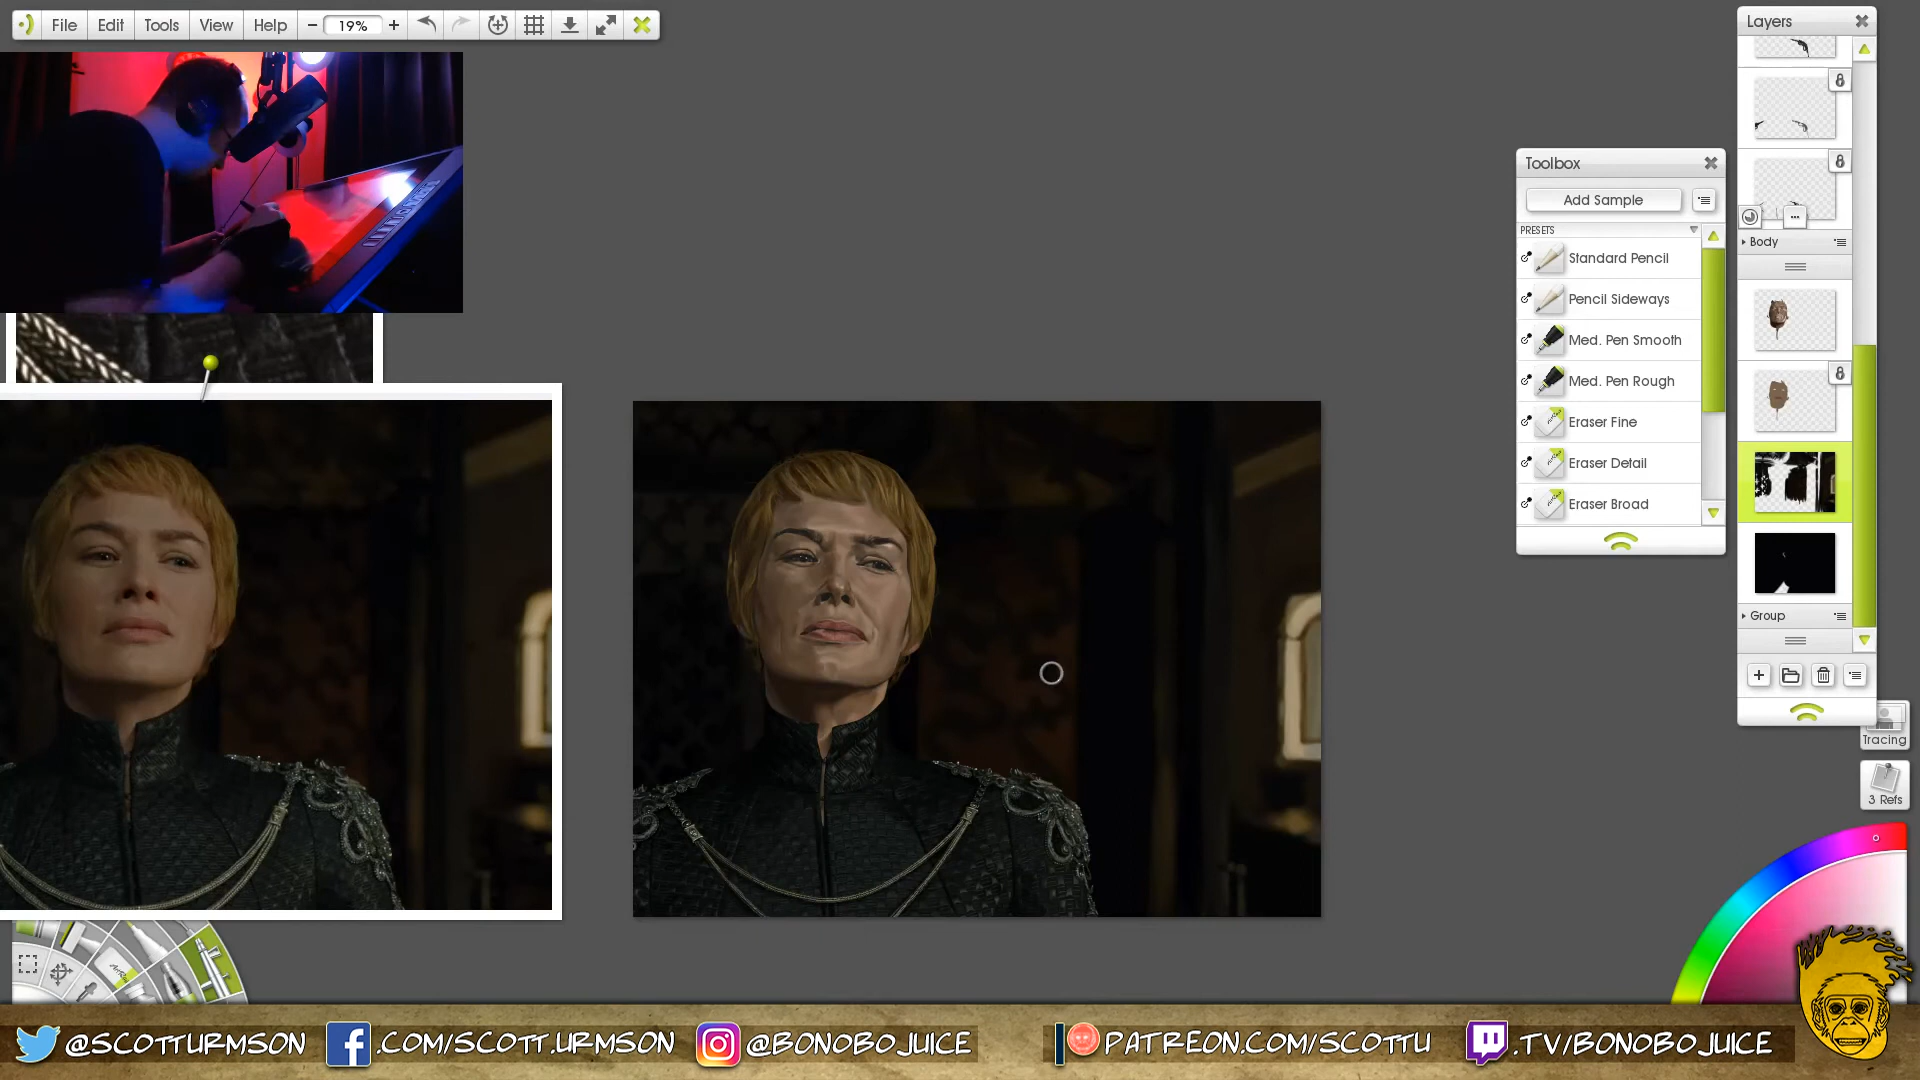 File Edit Tools View Help 19%
Layers
Toolbox
Add Sample
PRESETS
Standard Pencil
Pencil Sideways
Med. Pen Smooth
Med. Pen Rough
Eraser Fine
Eraser Detail
Eraser Broad
Body
Group
Tracing
3 Refs
@SCOTTURMSON .COM/SCOTT.URMSON @BONOBOJUICE PATREON.COM/SCOTTU .TV/BONOBOJUICE